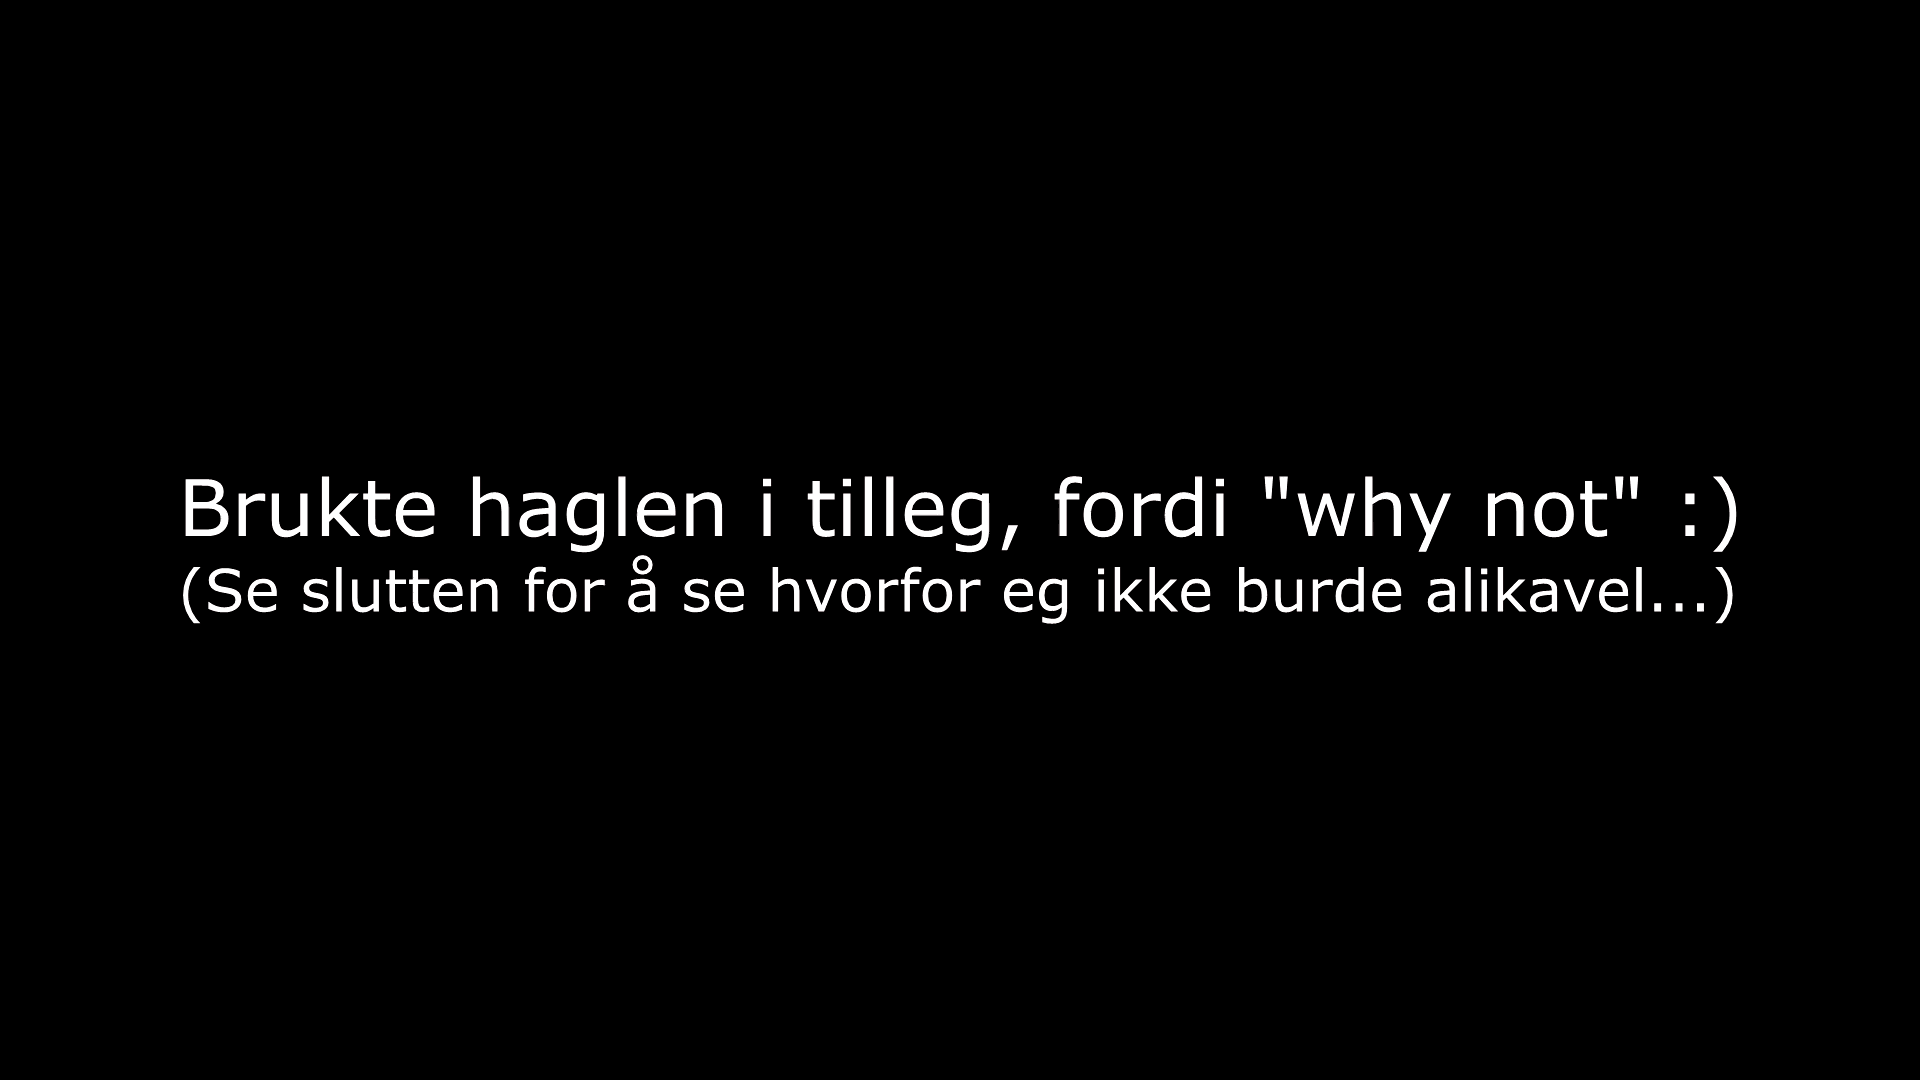 Brukte haglen i tilleg, fordi "why not" :)
(Se slutten for å se hvorfor eg ikke burde alikavel...)